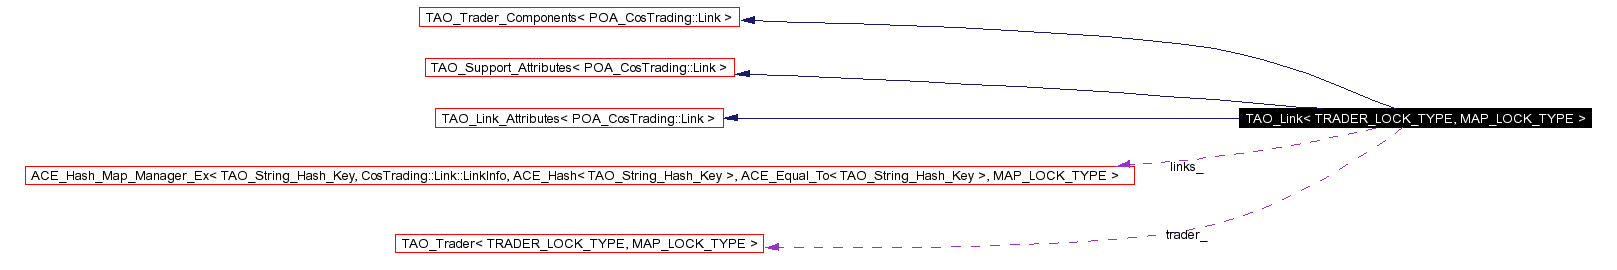 TAO_Trader_Components< POA_CosTrading::Link >
TAO_Support_Attributes< POA_CosTrading::Link >
TAO_Link_Attributes< POA_CosTrading::Link >
TAO_Link< TRADER_LOCK_TYPE, MAP_LOCK_TYPE >
links_
ACE_Hash_Map_Manager_Ex< TAO_String_Hash_Key, CosTrading::Link::LinkInfo, ACE_Hash< TAO_String_Hash_Key >, ACE_Equal_To< TAO_String_Hash_Key >, MAP_LOCK_TYPE >
trader_
TAO_Trader< TRADER_LOCK_TYPE, MAP_LOCK_TYPE >